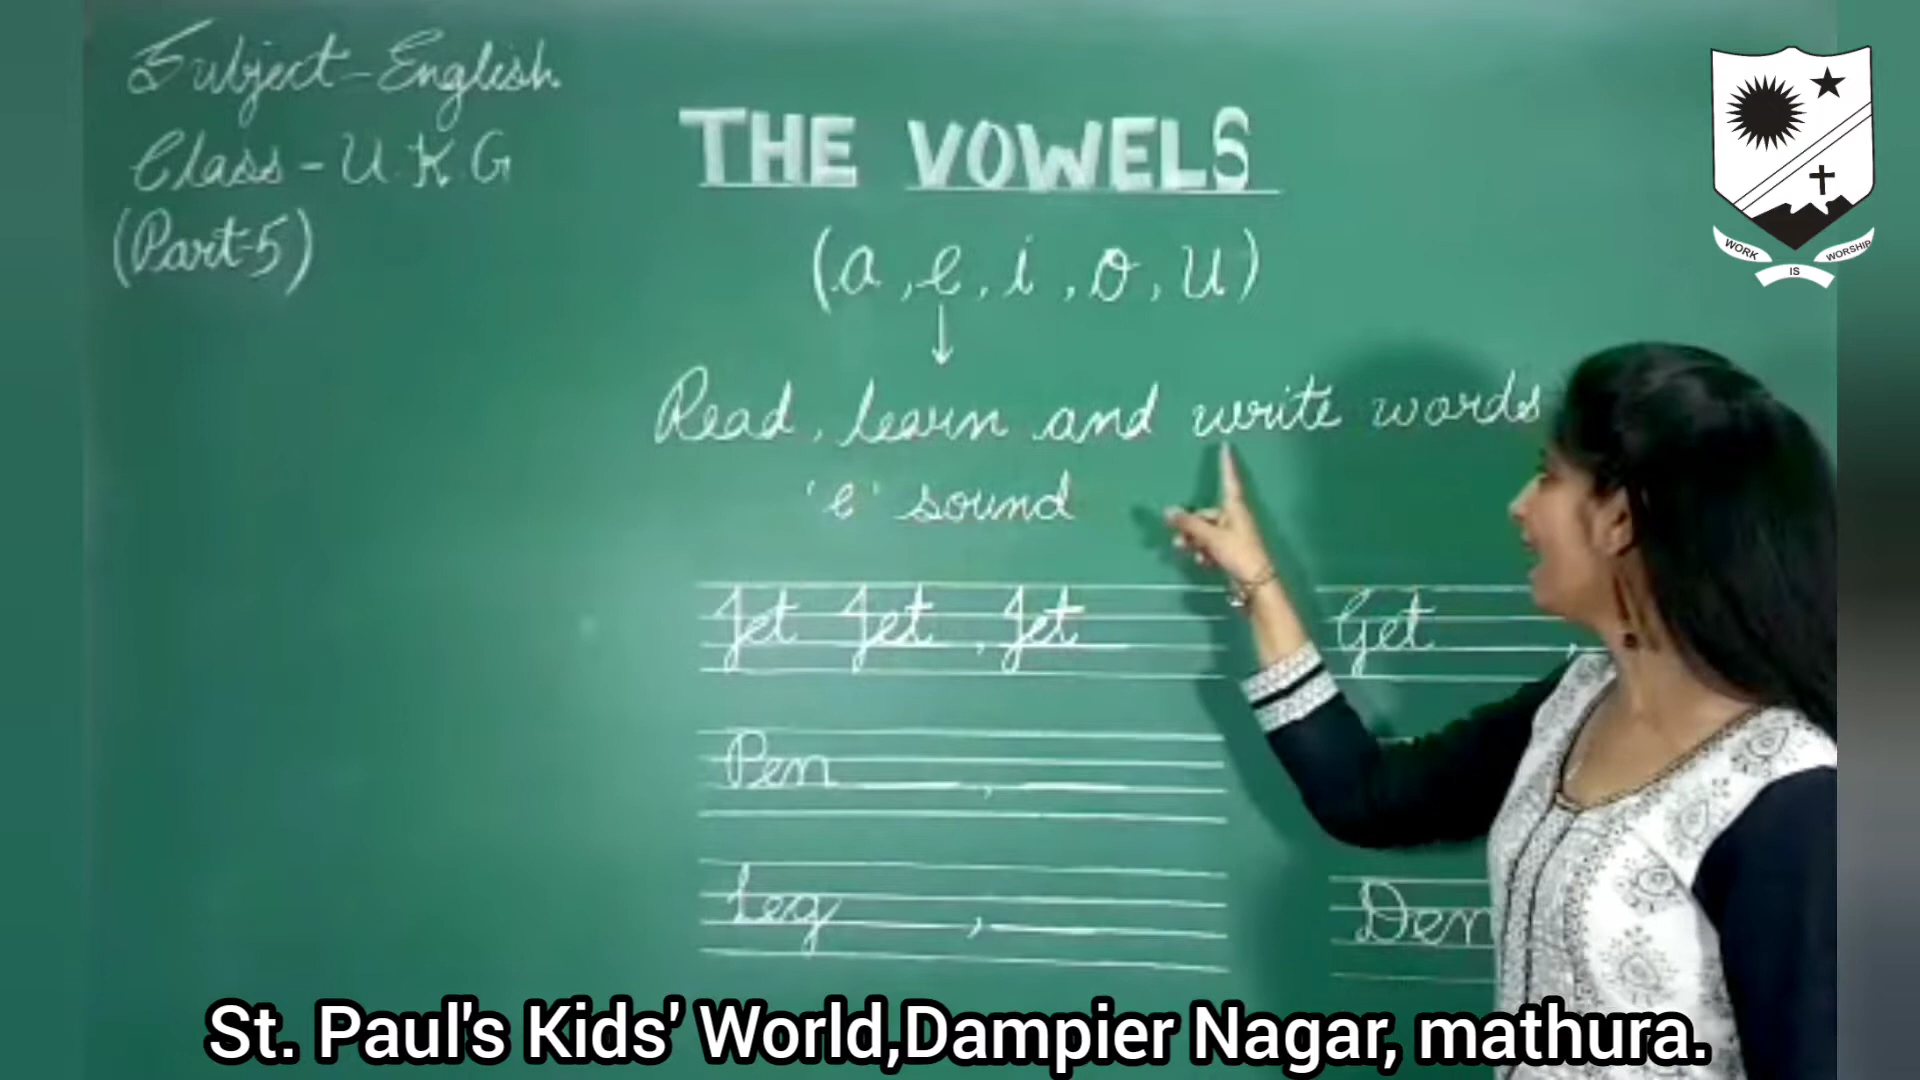 Subject - English
Class - U.K.G
(Part-5)
THE VOWELS
(a, e, i, o, u)
Read, learn and write words
'e' sound
Jet Jet, Jet
Get ,
Pen ,
Leg ,
Den
WORK IS WORSHIP
St. Paul's Kids' World,Dampier Nagar, mathura.